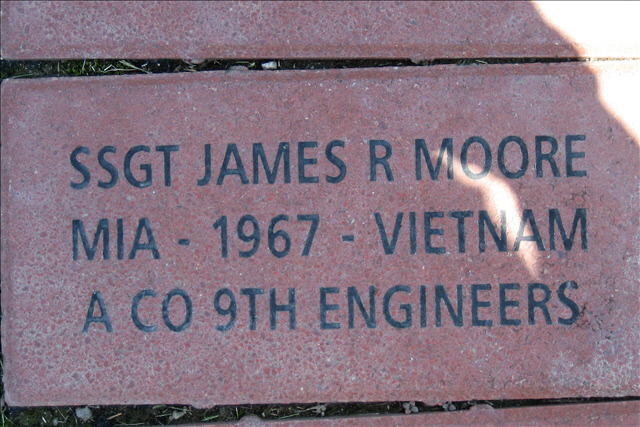 SSGT JAMES R MOORE
MIA - 1967 - VIETNAM
A CO 9TH ENGINEERS